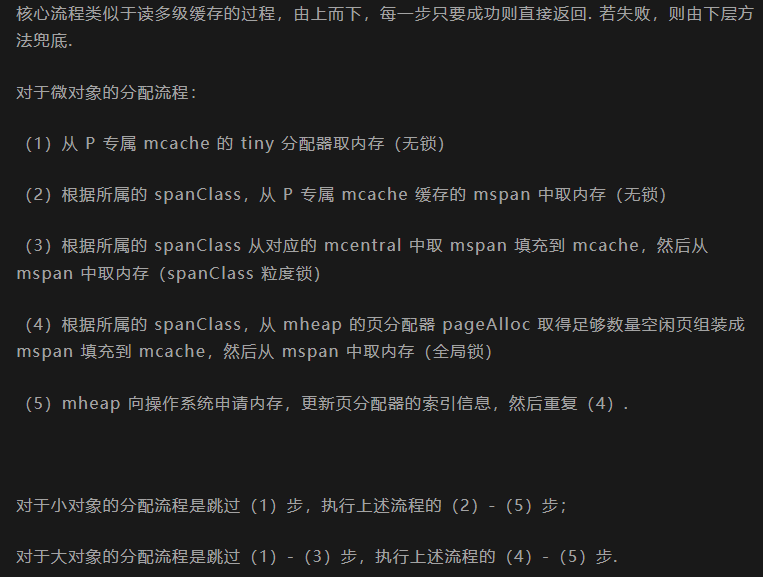 核心流程类似于读多级缓存的过程，由上而下，每一步只要成功则直接返回. 若失败，则由下层方
法兜底.
对于微对象的分配流程：
（1）从 P 专属 mcache 的 tiny 分配器取内存（无锁）
（2）根据所属的 spanClass，从 P 专属 mcache 缓存的 mspan 中取内存（无锁）
（3）根据所属的 spanClass 从对应的 mcentral 中取 mspan 填充到 mcache，然后从
mspan 中取内存（spanClass 粒度锁）
（4）根据所属的 spanClass，从 mheap 的页分配器 pageAlloc 取得足够数量空闲页组装成
mspan 填充到 mcache，然后从 mspan 中取内存（全局锁）
（5）mheap 向操作系统申请内存，更新页分配器的索引信息，然后重复（4）.
对于小对象的分配流程是跳过（1）步，执行上述流程的（2）-（5）步；
对于大对象的分配流程是跳过（1）-（3）步，执行上述流程的（4）-（5）步.